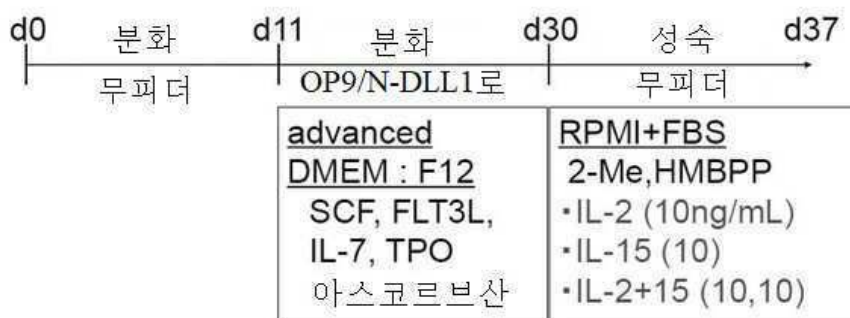 d0 분화 d11 분화 d30 성숙 d37
무피더 OP9/N-DLL1로 무피더
advanced
DMEM : F12
SCF, FLT3L,
IL-7, TPO
아스코르브산
RPMI+FBS
2-Me,HMBPP
·IL-2 (10ng/mL)
·IL-15 (10)
·IL-2+15 (10,10)